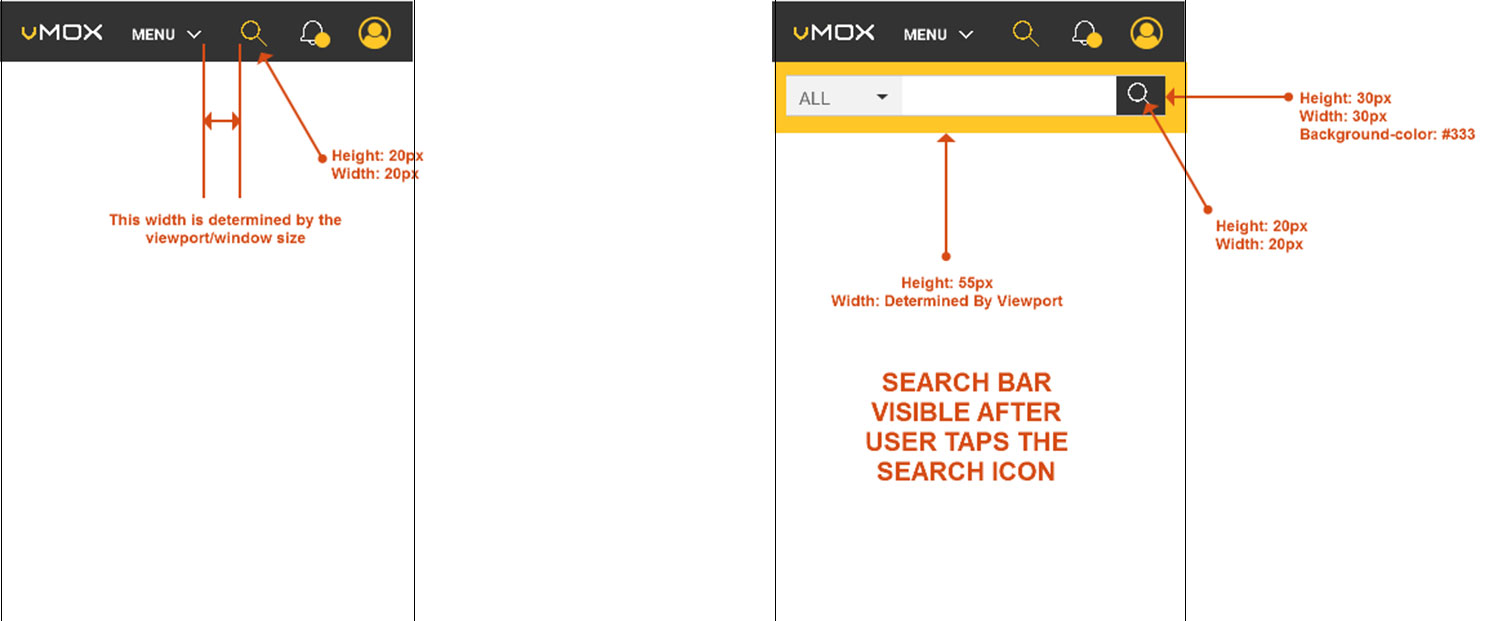 vMOX MENU
Height: 20px
Width: 20px
This width is determined by the
viewport/window size
vMOX MENU
ALL
Height: 30px
Width: 30px
Background-color: #333
Height: 20px
Width: 20px
Height: 55px
Width: Determined By Viewport
SEARCH BAR
VISIBLE AFTER
USER TAPS THE
SEARCH ICON